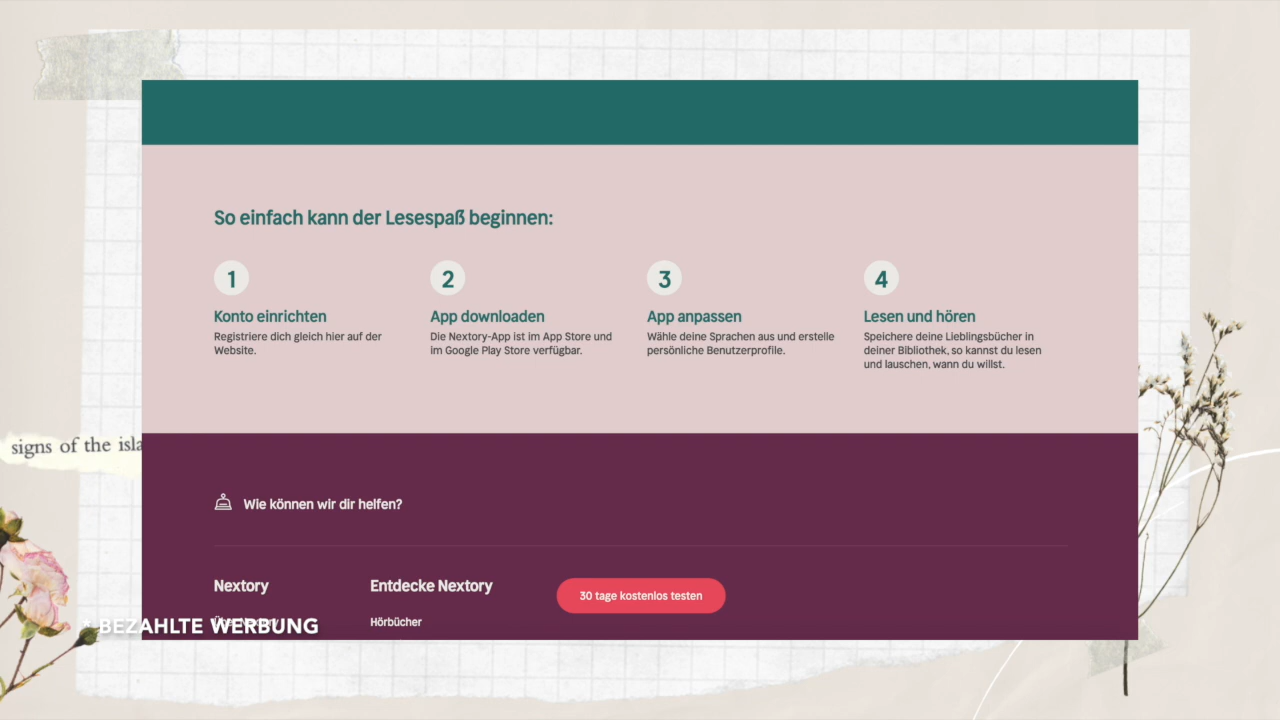 So einfach kann der Lesespaß beginnen:
1
Konto einrichten
Registriere dich gleich hier auf der
Website.
2
App downloaden
Die Nextory-App ist im App Store und
im Google Play Store verfügbar.
3
App anpassen
Wähle deine Sprachen aus und erstelle
persönliche Benutzerprofile.
4
Lesen und hören
Speichere deine Lieblingsbücher in
deiner Bibliothek, so kannst du lesen
und lauschen, wann du willst.
signs of the isla
Wie können wir dir helfen?
Nextory
Entdecke Nextory
Hörbücher
30 tage kostenlos testen
* BEZAHLTE WERBUNG